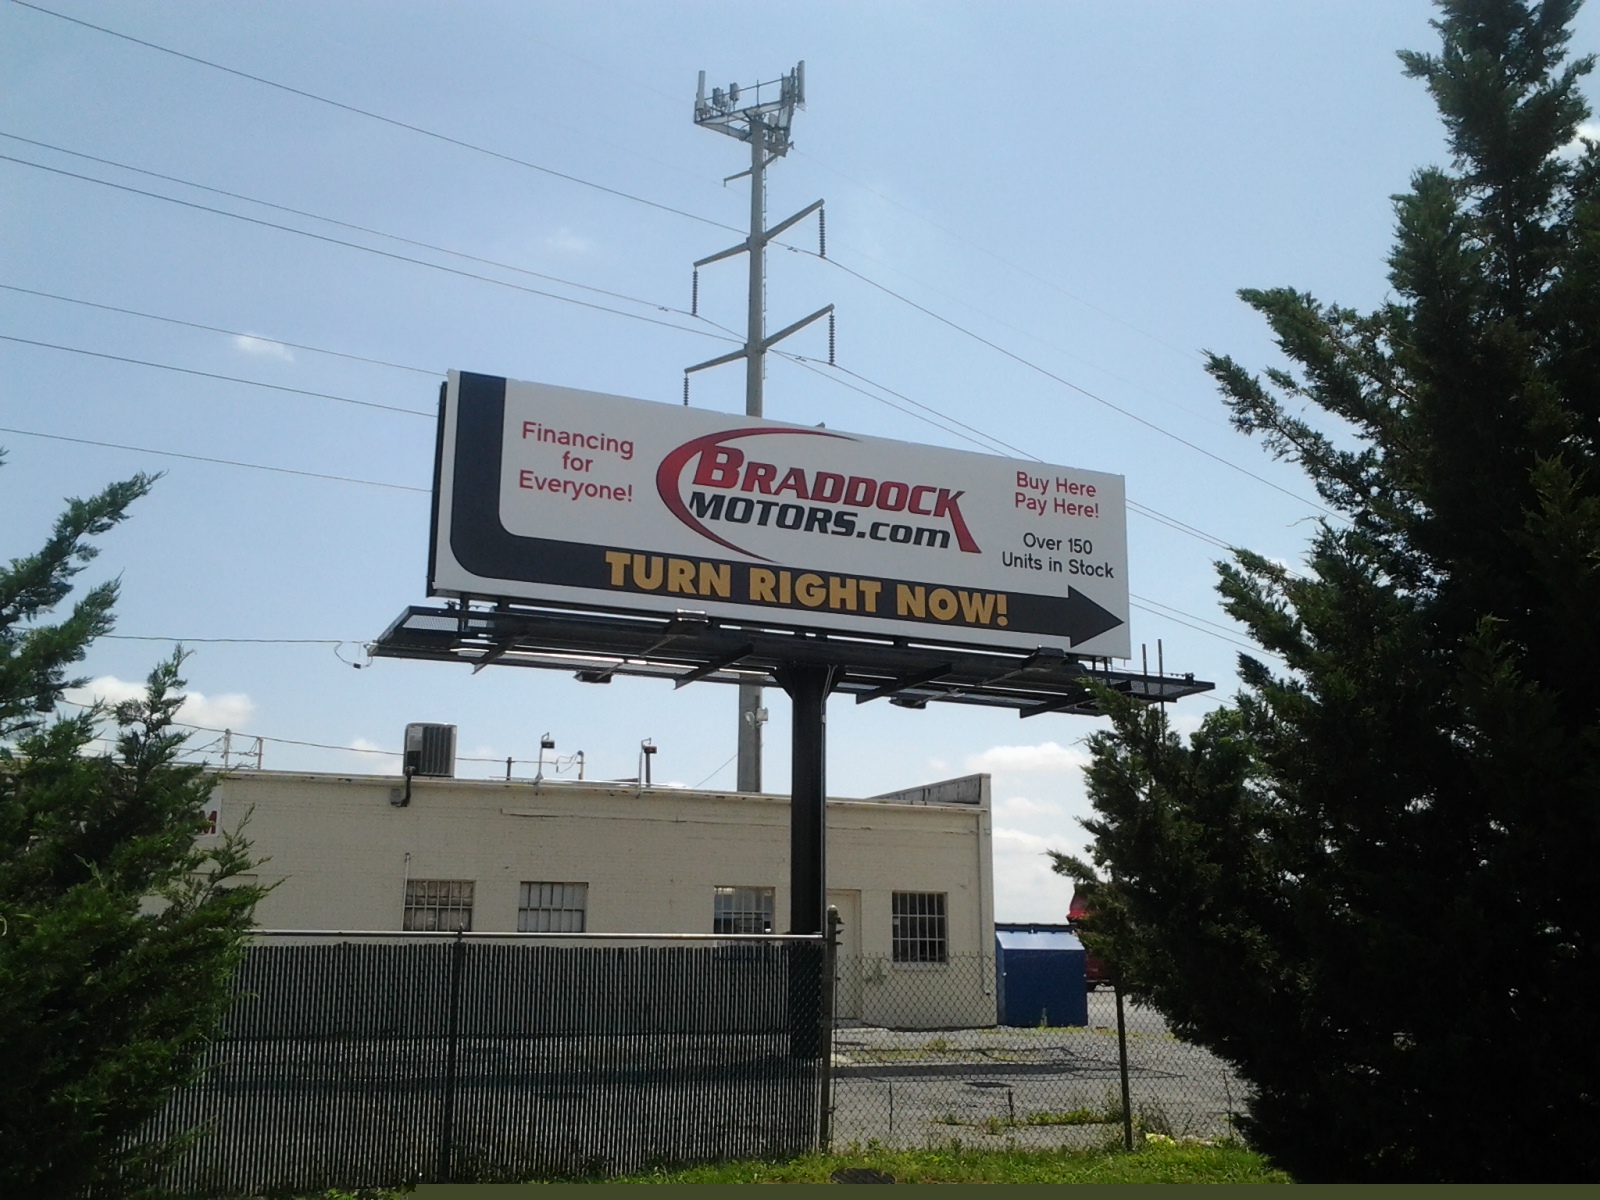 Financing
for
Everyone!
BRADDOCK
MOTORS.com
Buy Here
Pay Here!
Over 150
Units in Stock
TURN RIGHT NOW!